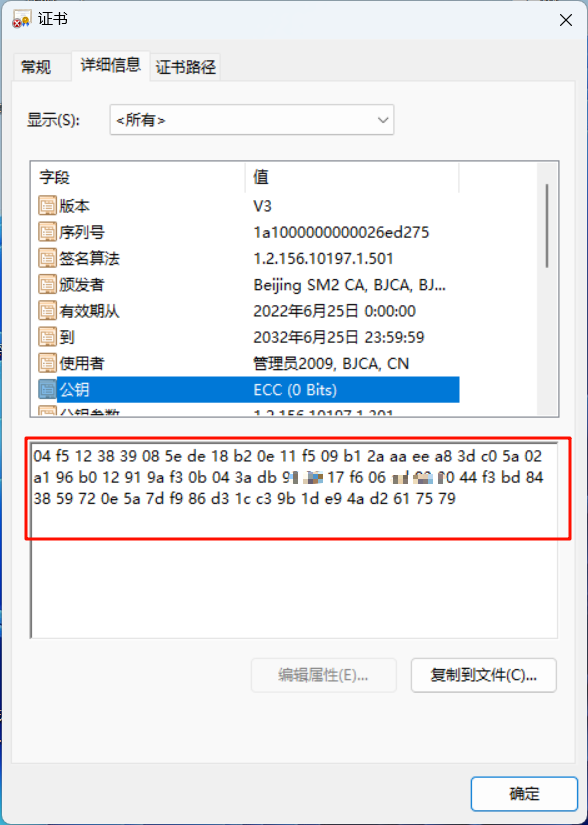 证书
常规 详细信息 证书路径
显示(S): <所有>
字段 值
版本 V3
序列号 1a1000000000026ed275
签名算法 1.2.156.10197.1.501
颁发者 Beijing SM2 CA, BJCA, BJ...
有效期从 2022年6月25日 0:00:00
到 2032年6月25日 23:59:59
使用者 管理员2009, BJCA, CN
公钥 ECC (0 Bits)
公钥参数 1.2.156.10197.1.301
04 f5 12 38 39 08 5e de 18 b2 0e 11 f5 09 b1 2a aa ee a8 3d c0 5a 02
a1 96 b0 12 91 9a f3 0b 04 3a db 17 f6 06 44 f3 bd 84
38 59 72 0e 5a 7d f9 86 d3 1c c3 9b 1d e9 4a d2 61 75 79
编辑属性(E)... 复制到文件(C)...
确定